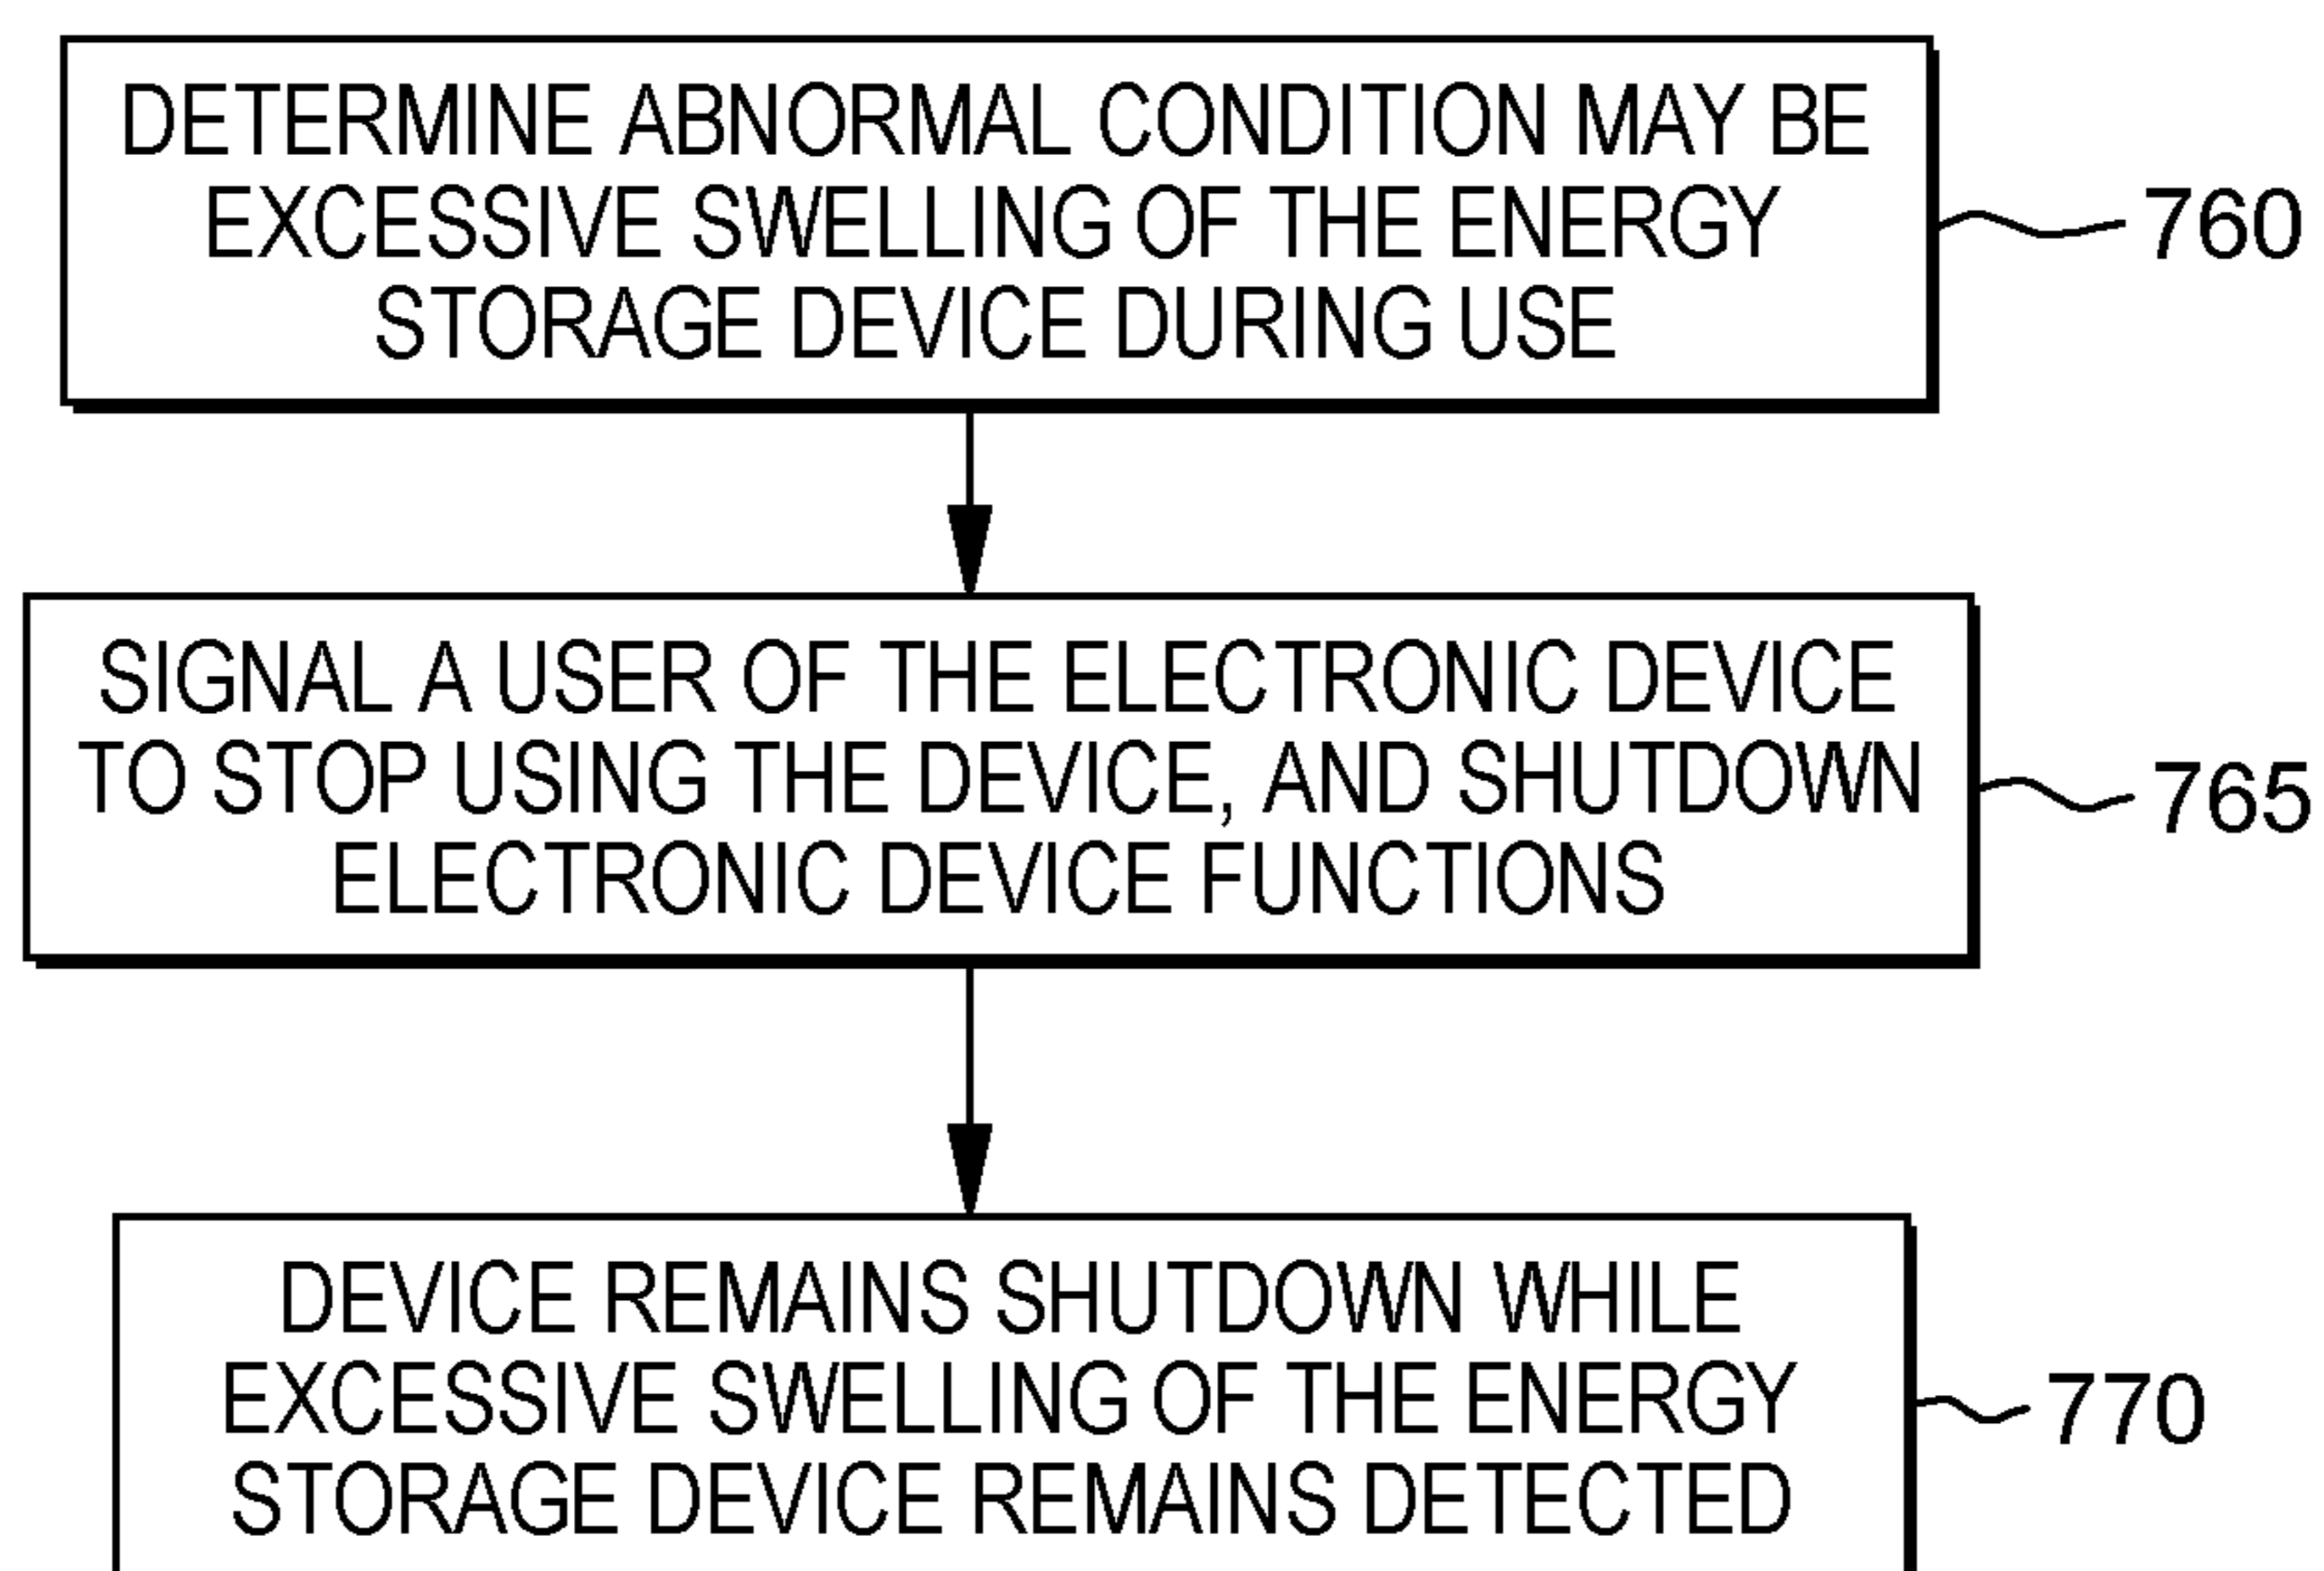 DETERMINE ABNORMAL CONDITION MAY BE
EXCESSIVE SWELLING OF THE ENERGY
STORAGE DEVICE DURING USE
760
SIGNAL A USER OF THE ELECTRONIC DEVICE
TO STOP USING THE DEVICE, AND SHUTDOWN
ELECTRONIC DEVICE FUNCTIONS
765
DEVICE REMAINS SHUTDOWN WHILE
EXCESSIVE SWELLING OF THE ENERGY
STORAGE DEVICE REMAINS DETECTED
770